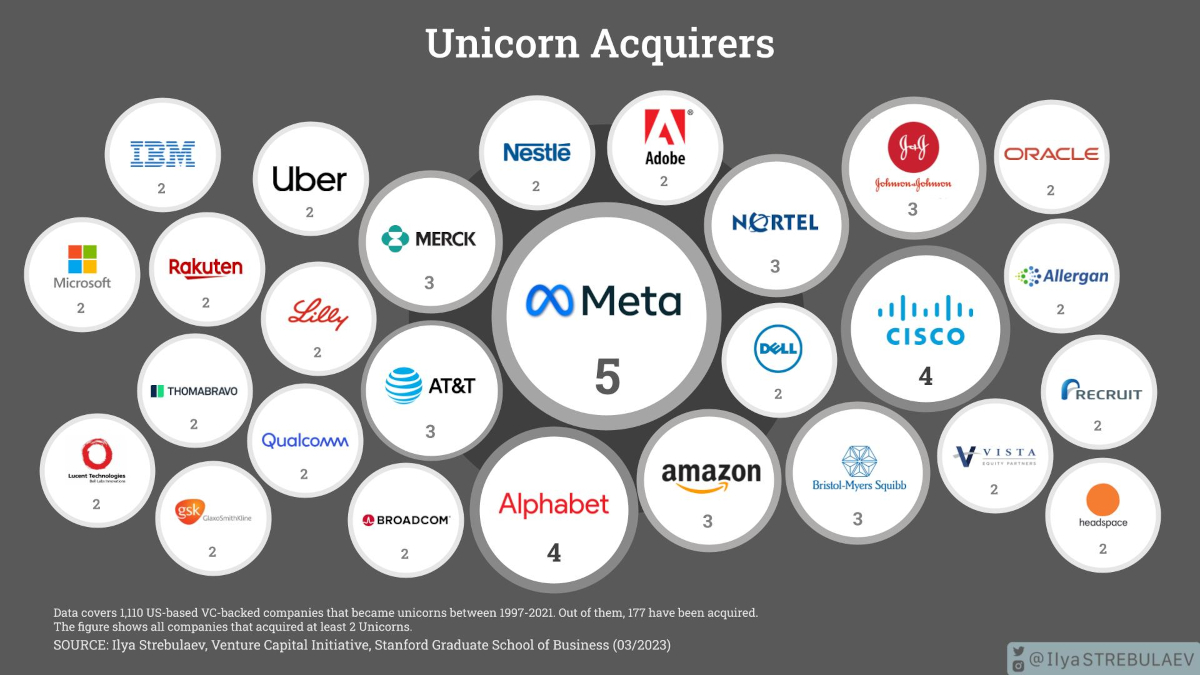 Unicorn Acquirers
IBM
2
Uber
2
Nestlé
2
Adobe
®
2
Johnson & Johnson
3
ORACLE
2
MERCK
3
NORTEL
3
Microsoft
2
Rakuten
2
Lilly
2
Meta
5
CISCO
4
Allergan
2
DELL
2
THOMABRAVO
2
AT&T
3
RECRUIT
2
Qualcomm
2
Lucent Technologies
Bell Labs Innovations
2
gsk
GlaxoSmithKline
2
BROADCOM
2
Alphabet
4
amazon
3
Bristol-Myers Squibb
3
VISTA
EQUITY PARTNERS
2
headspace
2
Data covers 1,110 US-based VC-backed companies that became unicorns between 1997-2021. Out of them, 177 have been acquired.
The figure shows all companies that acquired at least 2 Unicorns.
SOURCE: Ilya Strebulaev, Venture Capital Initiative, Stanford Graduate School of Business (03/2023)
@IlyaSTREBULAEV